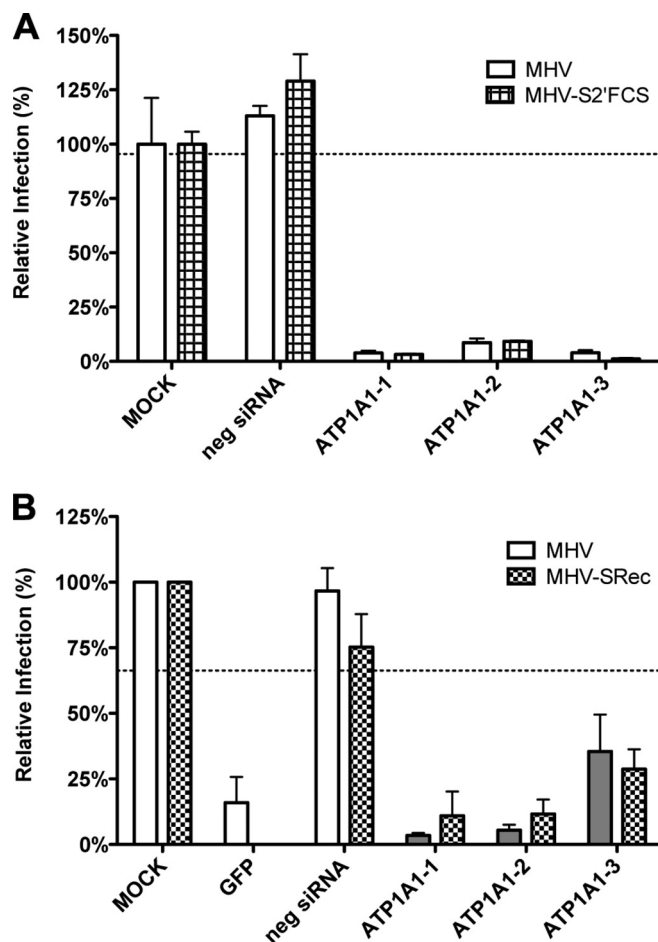 A
Relative Infection (%)
150%
125%
100%
75%
50%
25%
0%
MHV
MHV-S2'FCS
MOCK
neg siRNA
ATP1A1-1
ATP1A1-2
ATP1A1-3
B
Relative Infection (%)
125%
100%
75%
50%
25%
0%
MHV
MHV-SRec
MOCK
GFP
neg siRNA
ATP1A1-1
ATP1A1-2
ATP1A1-3